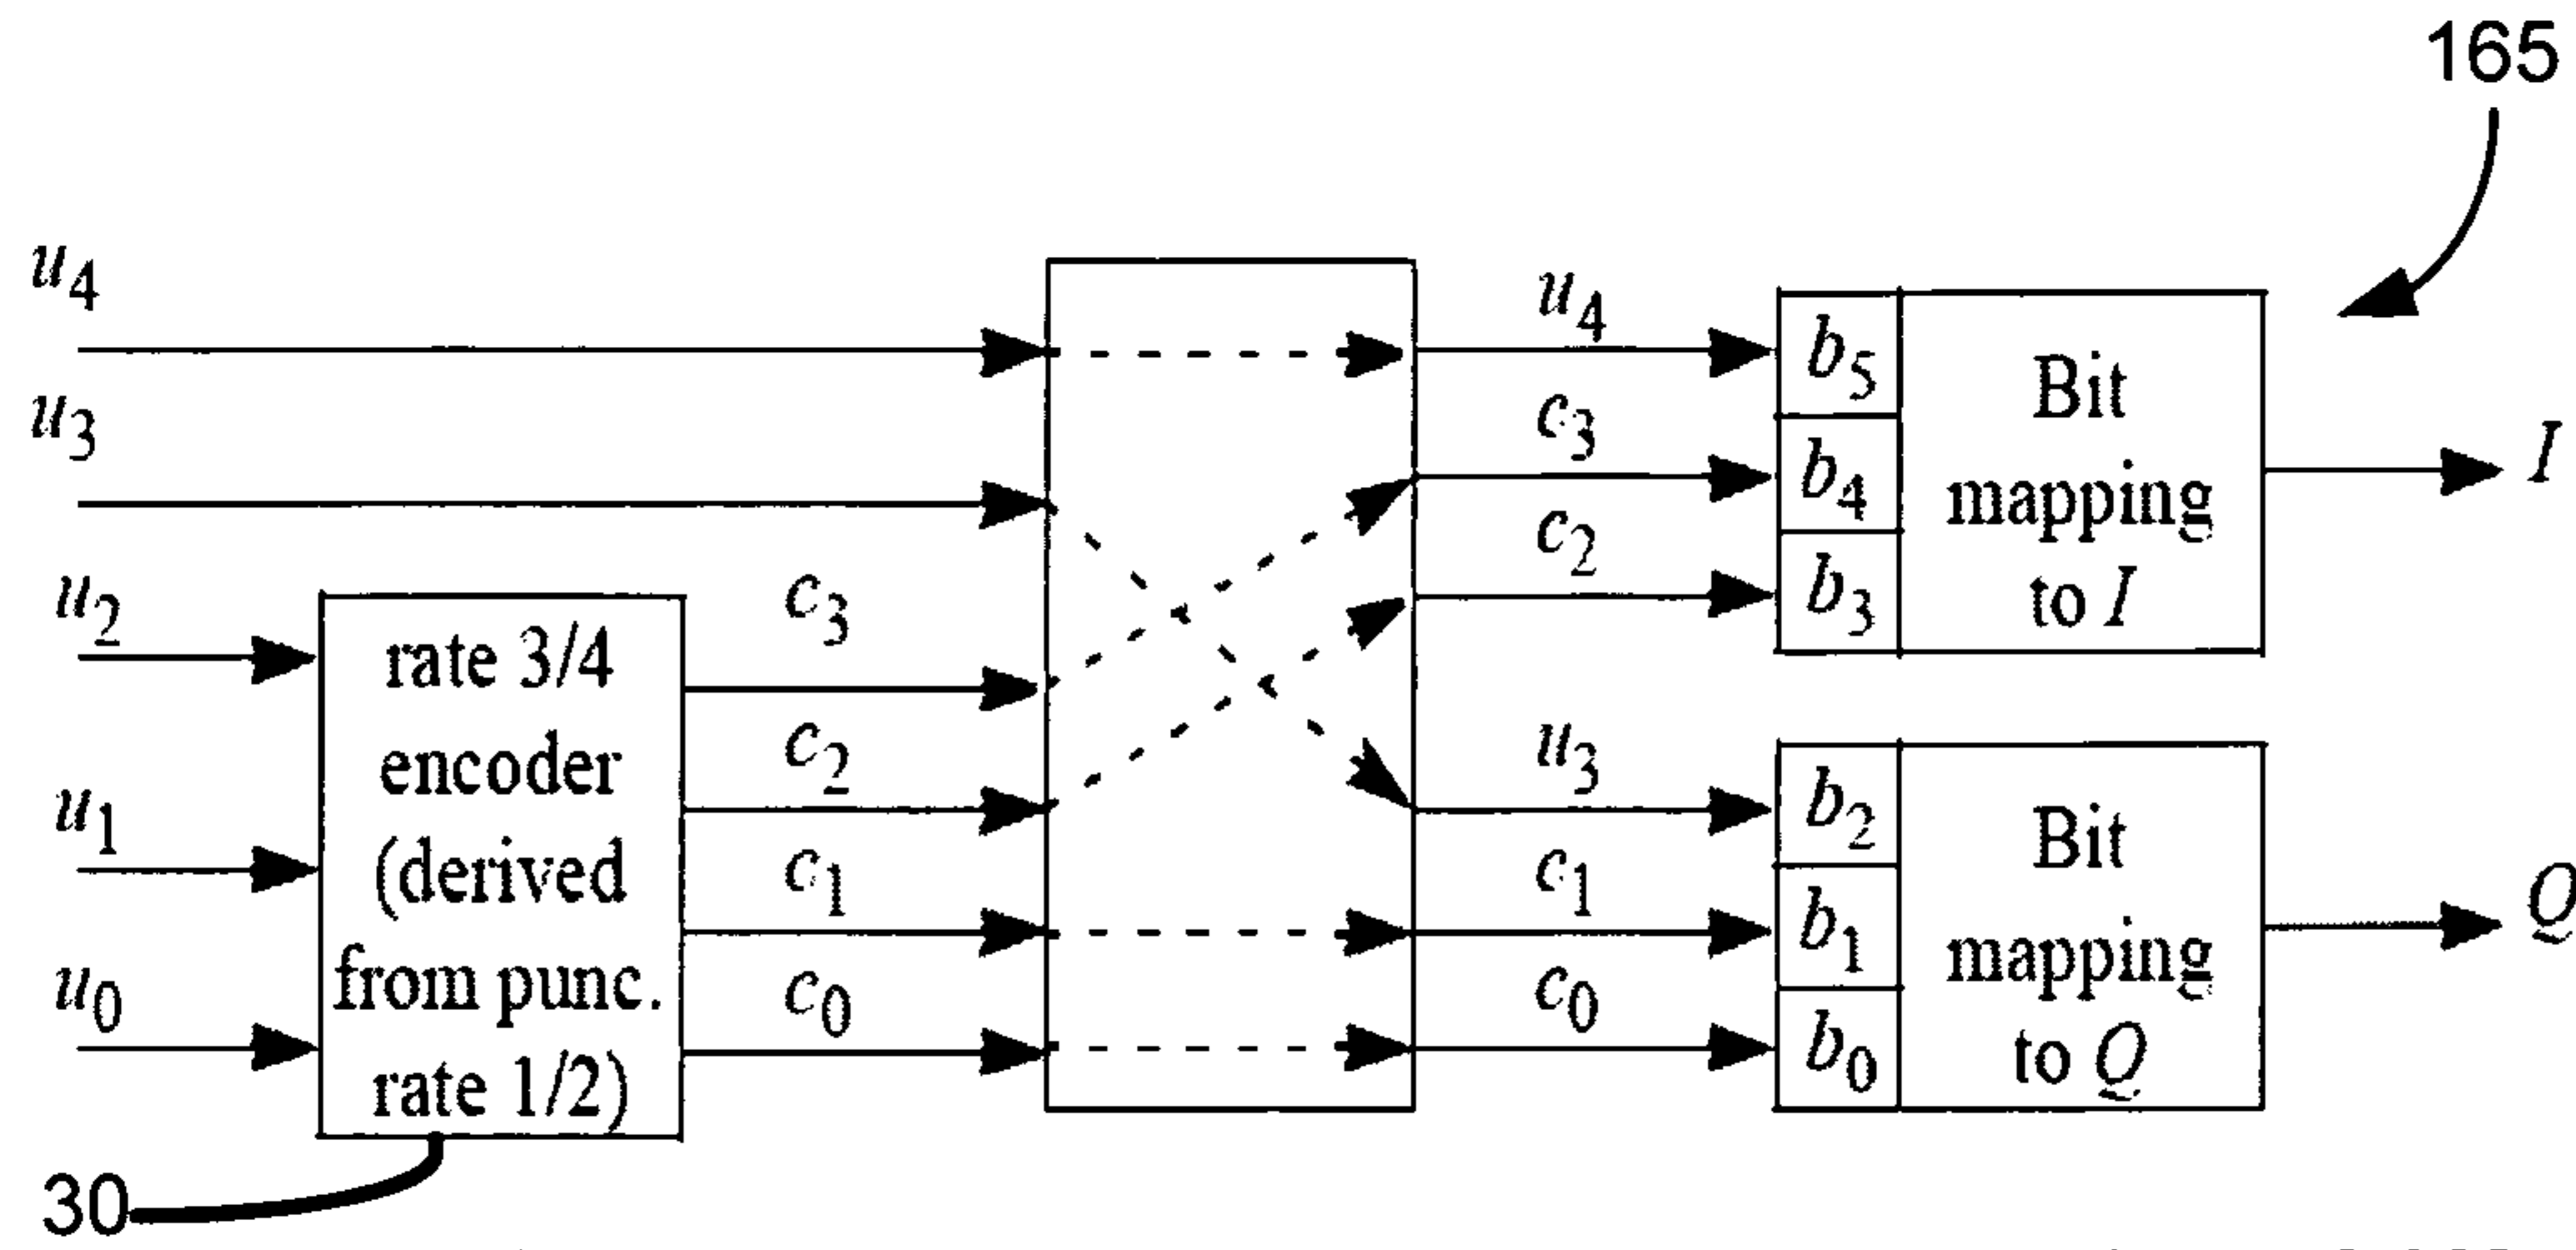 165
u4
u3
u2
u1
u0
rate 3/4
encoder
(derived
from punc.
rate 1/2)
30
c3
c2
c1
c0
u4
c3
c2
u3
c1
c0
b5
b4
b3
Bit
mapping
to I
I
b2
b1
b0
Bit
mapping
to Q
Q